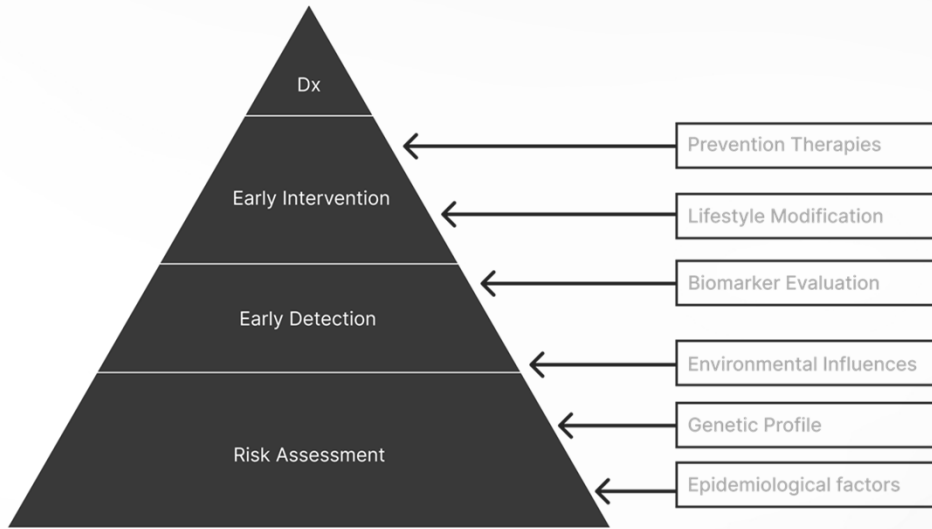 Dx
Prevention Therapies
Early Intervention
Lifestyle Modification
Biomarker Evaluation
Early Detection
Environmental Influences
Genetic Profile
Risk Assessment
Epidemiological factors